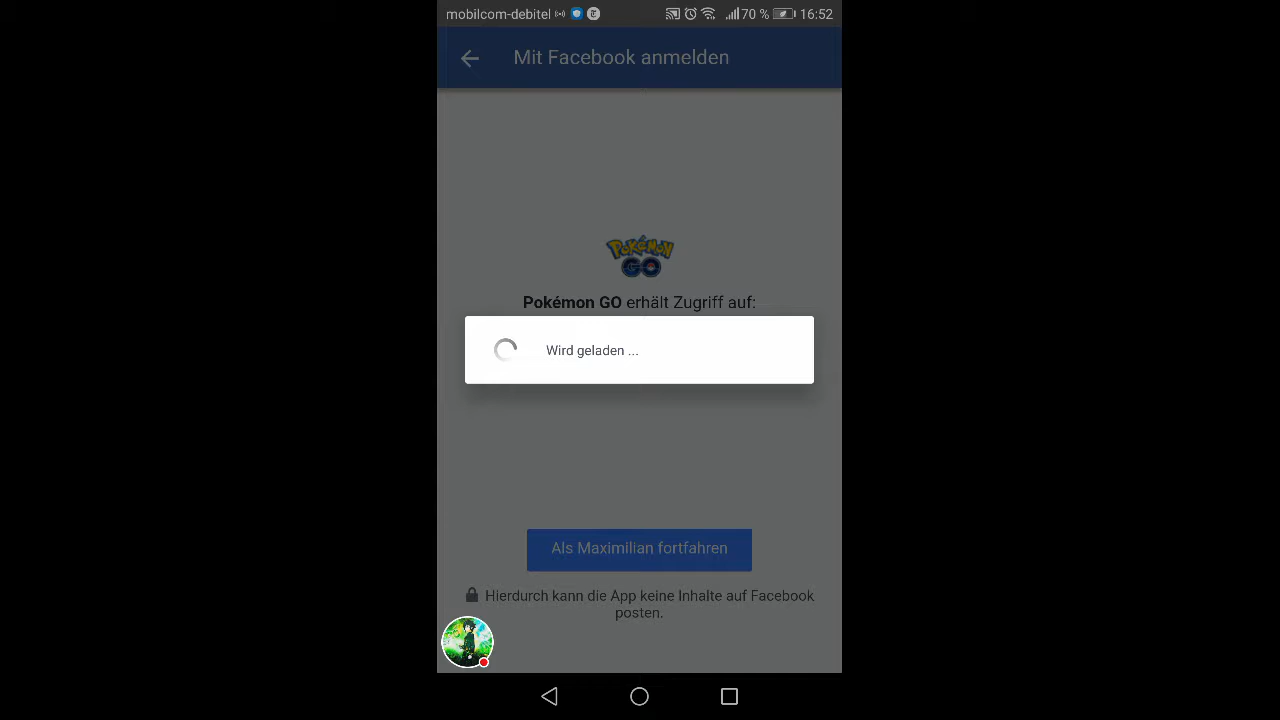 mobilcom-debitel 70 % 16:52
Mit Facebook anmelden
POKÉMON
GO
Pokémon GO erhält Zugriff auf:
Wird geladen ...
Als Maximilian fortfahren
Hierdurch kann die App keine Inhalte auf Facebook
posten.